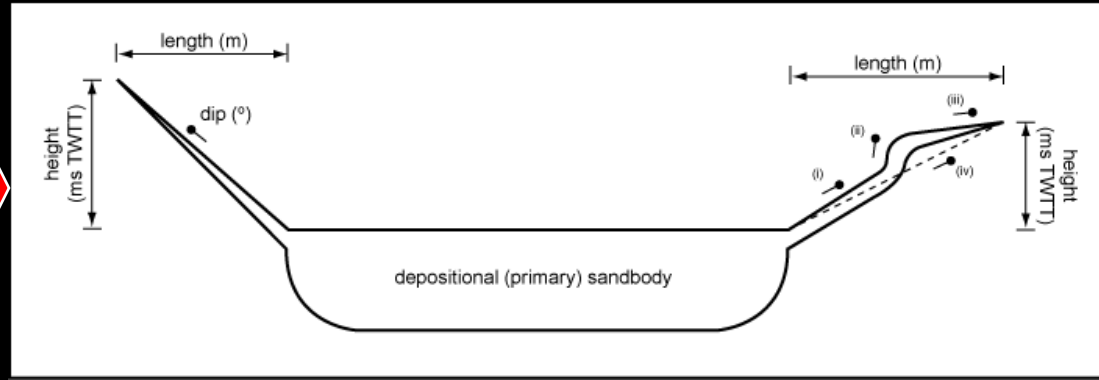 length (m)
dip (º)
height
(ms TWTT)
length (m)
(i)
(ii)
(iii)
(iv)
height
(ms TWTT)
depositional (primary) sandbody